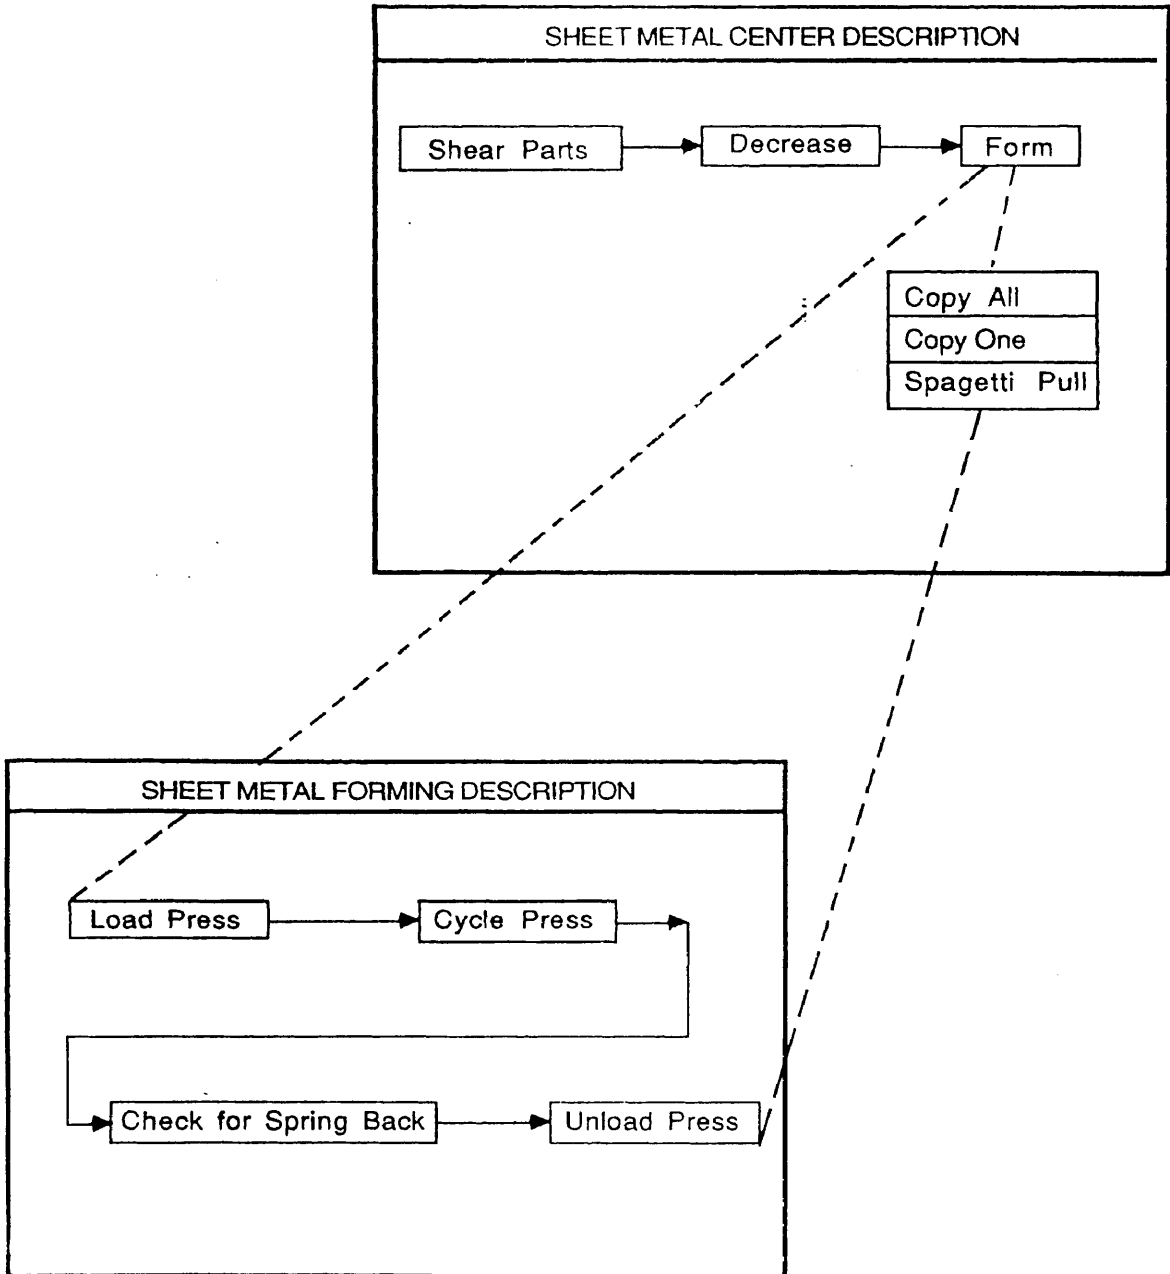 SHEET METAL CENTER DESCRIPTION
Shear Parts
Decrease
Form
Copy All
Copy One
Spagetti Pull
SHEET METAL FORMING DESCRIPTION
Load Press
Cycle Press
Check for Spring Back
Unload Press